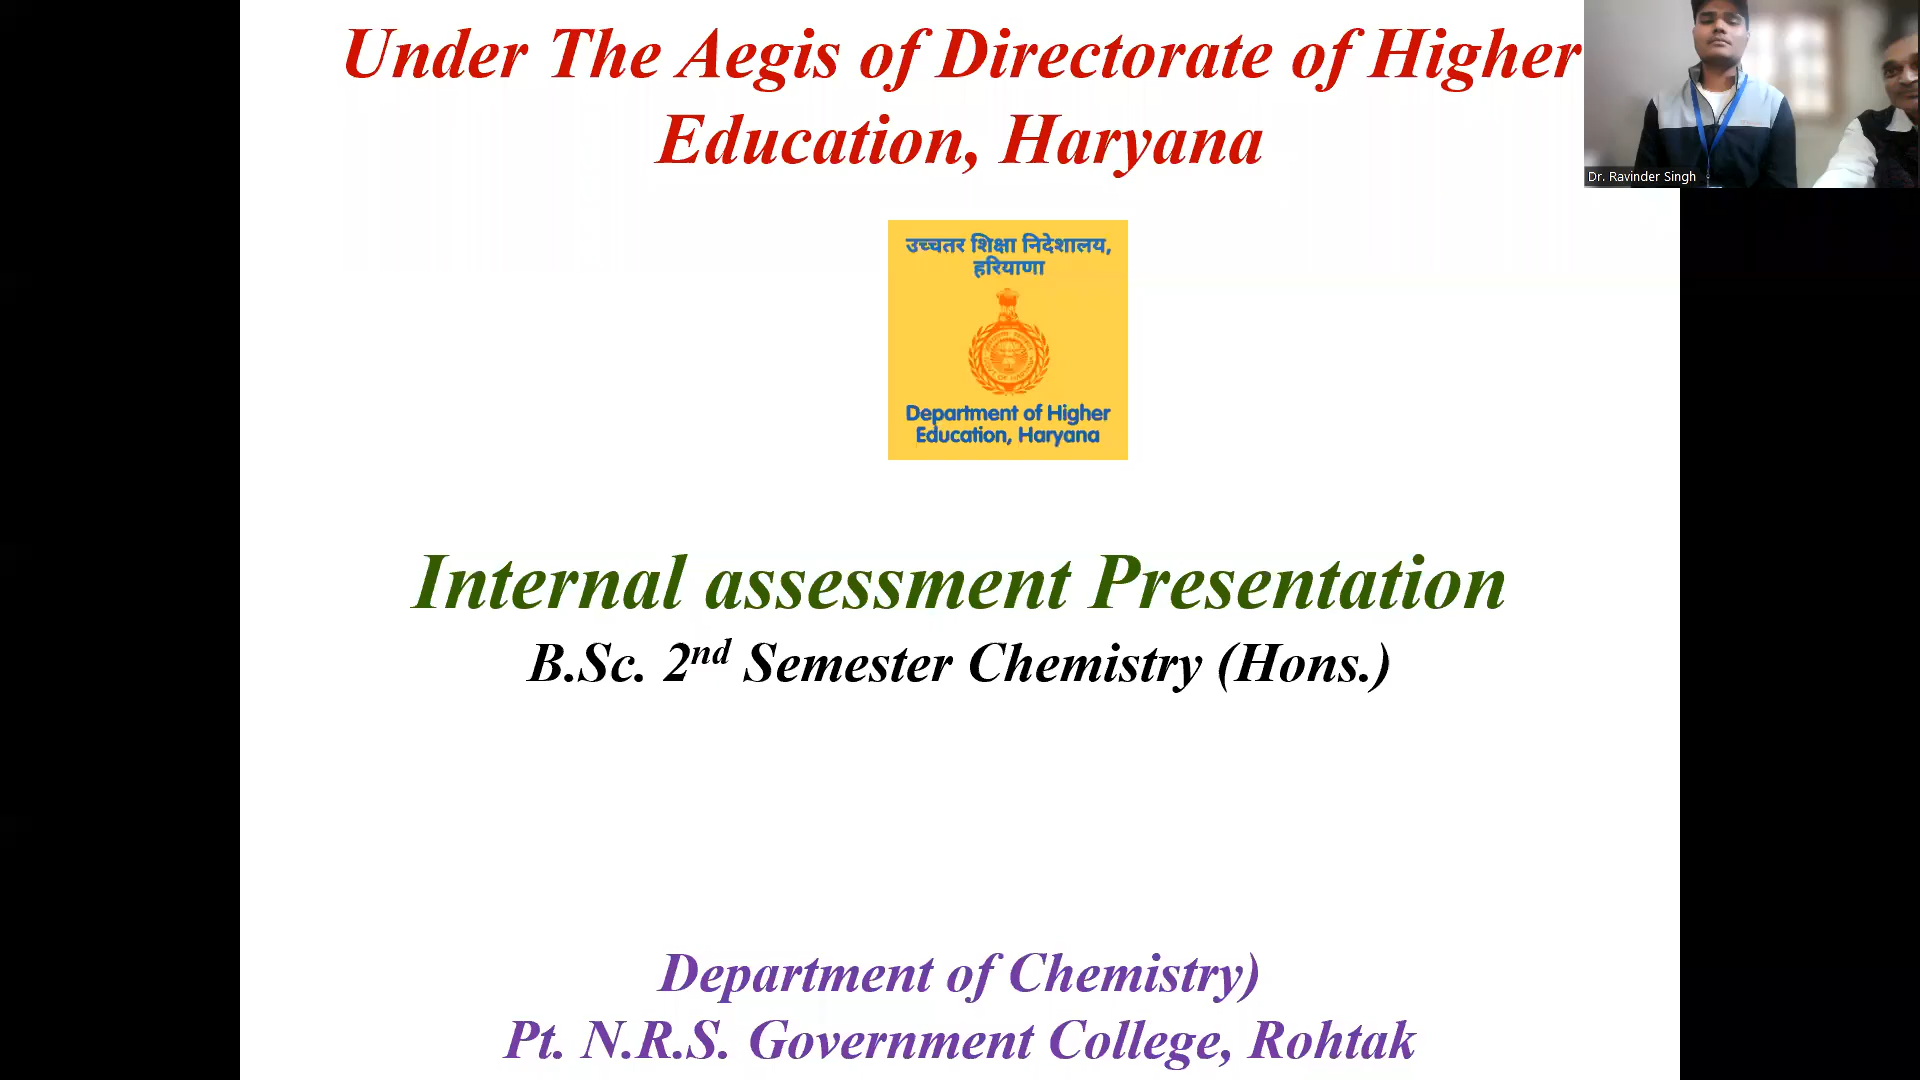 Under The Aegis of Directorate of Higher
Education, Haryana
Dr. Ravinder Singh
उच्चतर शिक्षा निदेशालय,
हरियाणा
Department of Higher
Education, Haryana
Internal assessment Presentation
B.Sc. 2nd Semester Chemistry (Hons.)
Department of Chemistry)
Pt. N.R.S. Government College, Rohtak